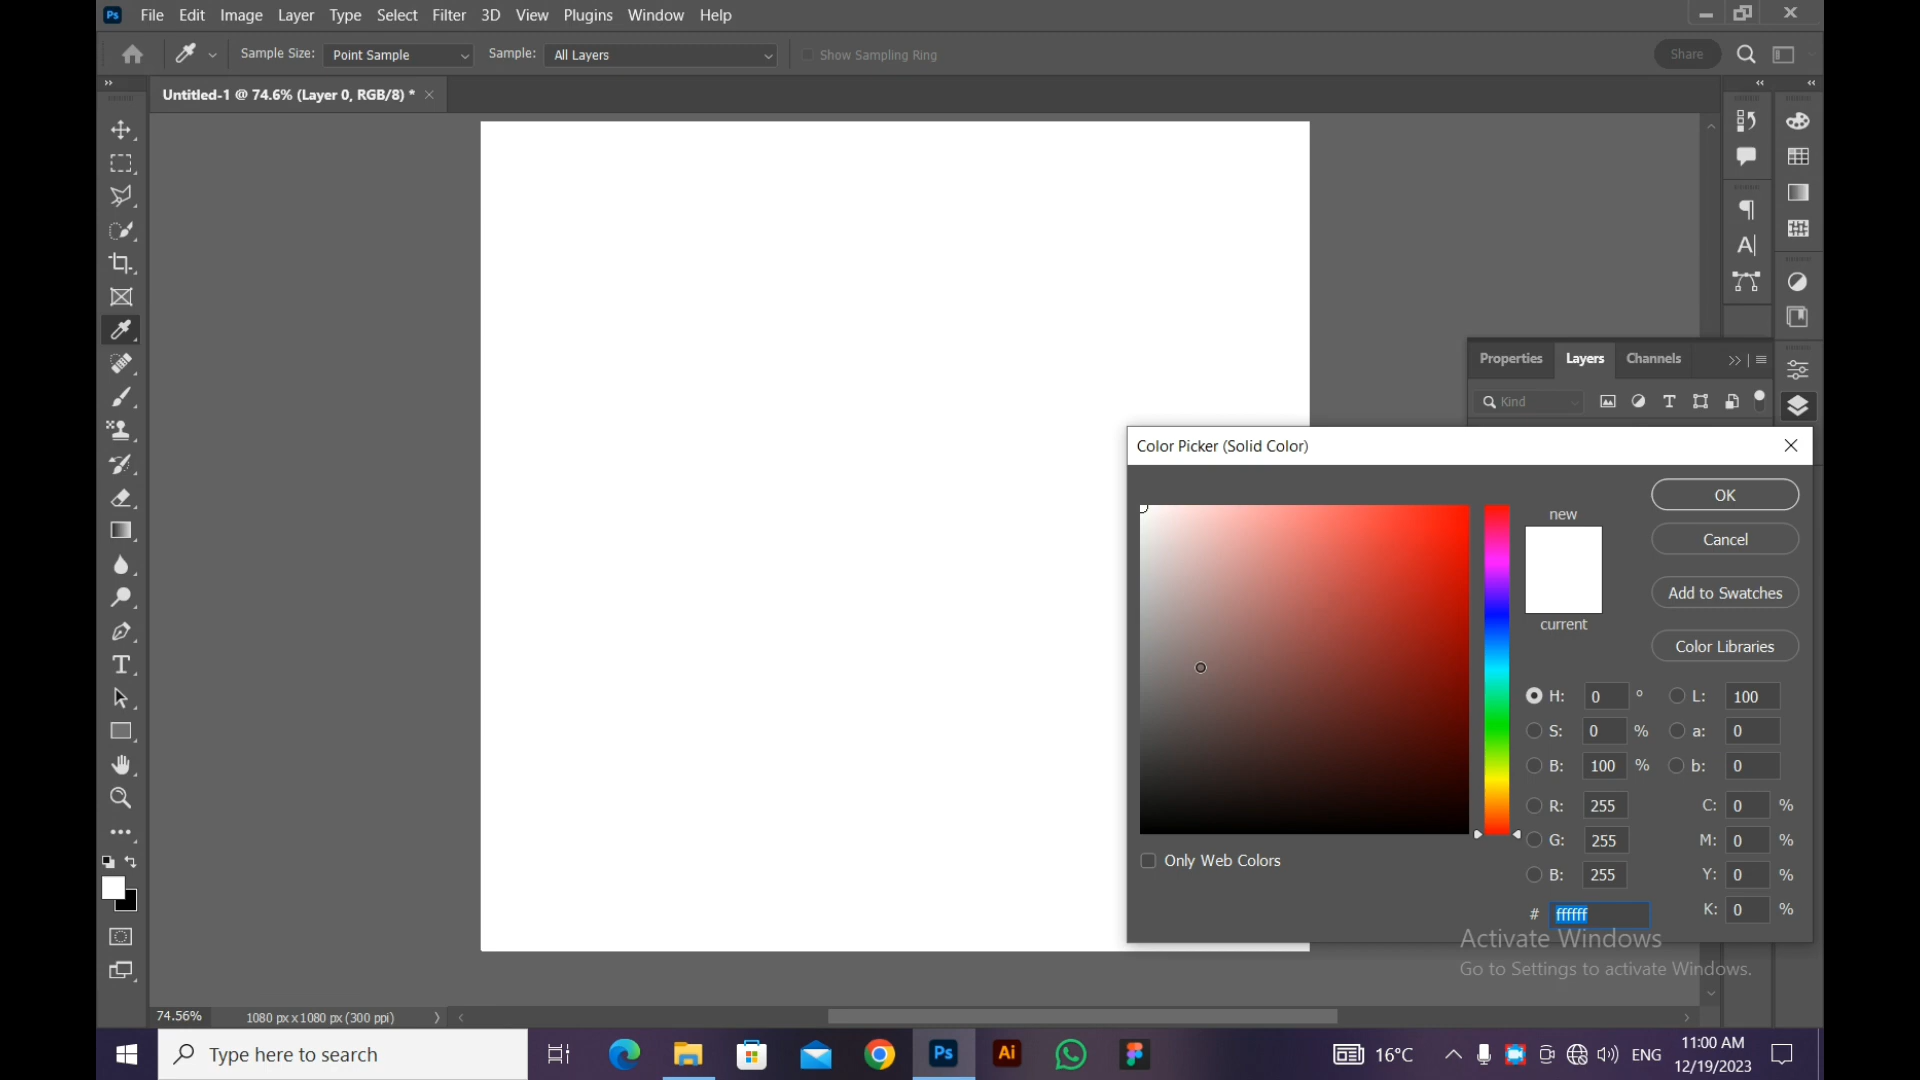 Ps File Edit Image Layer Type Select Filter 3D View Plugins Window Help
Sample Size: Point Sample Sample: All Layers Show Sampling Ring Share
Untitled-1 @ 74.6% (Layer 0, RGB/8) *
Properties Layers Channels
Kind
Color Picker (Solid Color)
OK
new
Cancel
Add to Swatches
current
Color Libraries
H: 0 ° L: 100
S: 0 % a: 0
B: 100 % b: 0
R: 255 C: 0 %
G: 255 M: 0 %
Only Web Colors
B: 255 Y: 0 %
# ffffff K: 0 %
Activate Windows
Go to Settings to activate Windows.
74.56% 1080 px x 1080 px (300 ppi)
Type here to search Ps Ai 16°C ENG 11:00 AM
12/19/2023